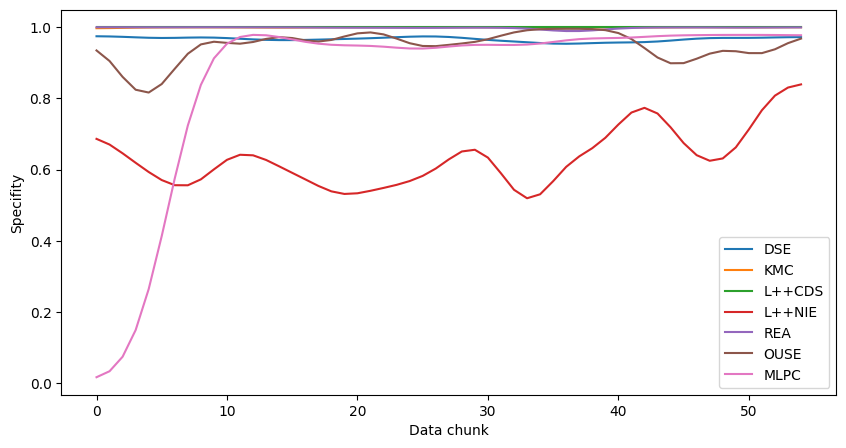 1.0
0.8
0.6
0.4
0.2
0.0
Specifity
0 10 20 30 40 50
Data chunk
DSE
KMC
L++CDS
L++NIE
REA
OUSE
MLPC